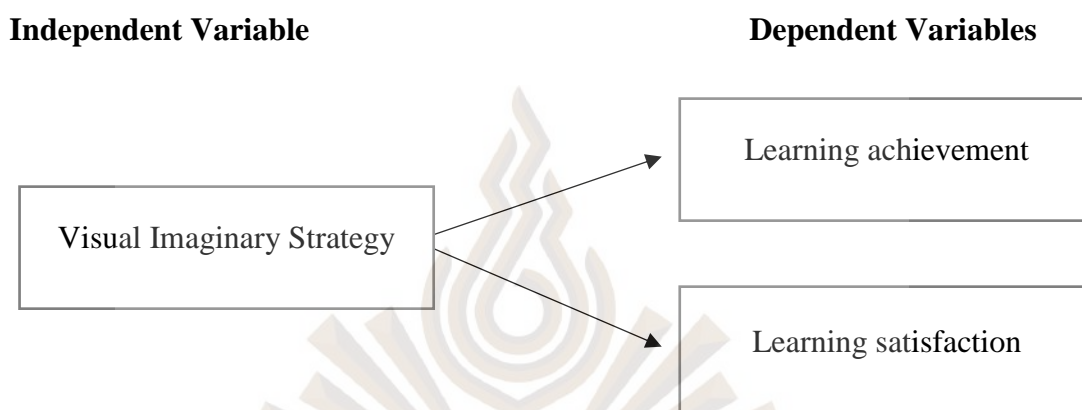 Independent Variable
Dependent Variables
Learning achievement
Visual Imaginary Strategy
Learning satisfaction